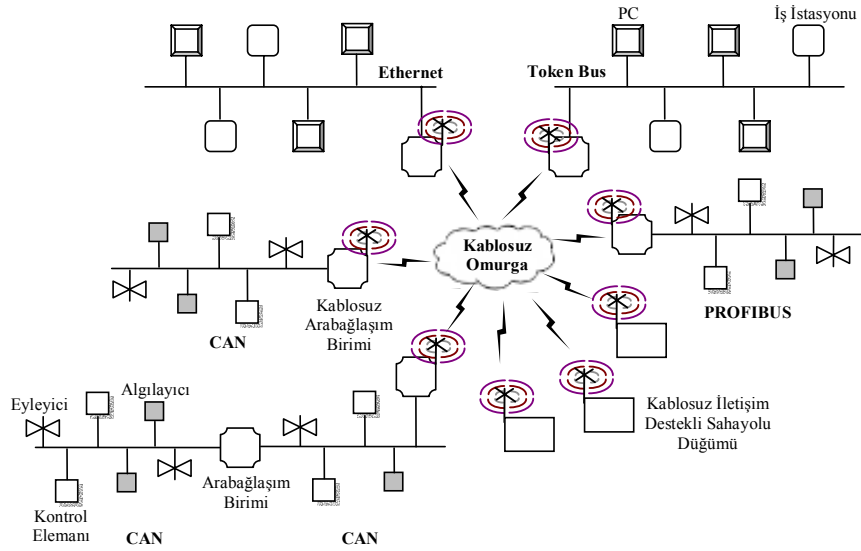 PC
İş İstasyonu
Ethernet
Token Bus
Kablosuz
Omurga
Kablosuz
Arabağlaşım
Birimi
CAN
PROFIBUS
Eyleyici
Algılayıcı
Kablosuz İletişim
Destekli Sahayolu
Düğümü
Arabağlaşım
Birimi
Kontrol
Elemanı
CAN
CAN